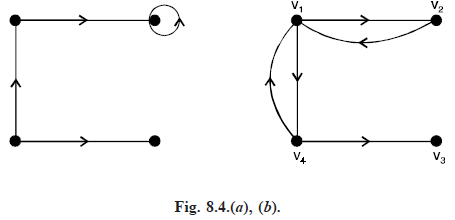 V₁ V₂
V₄ V₃
Fig. 8.4.(a), (b).